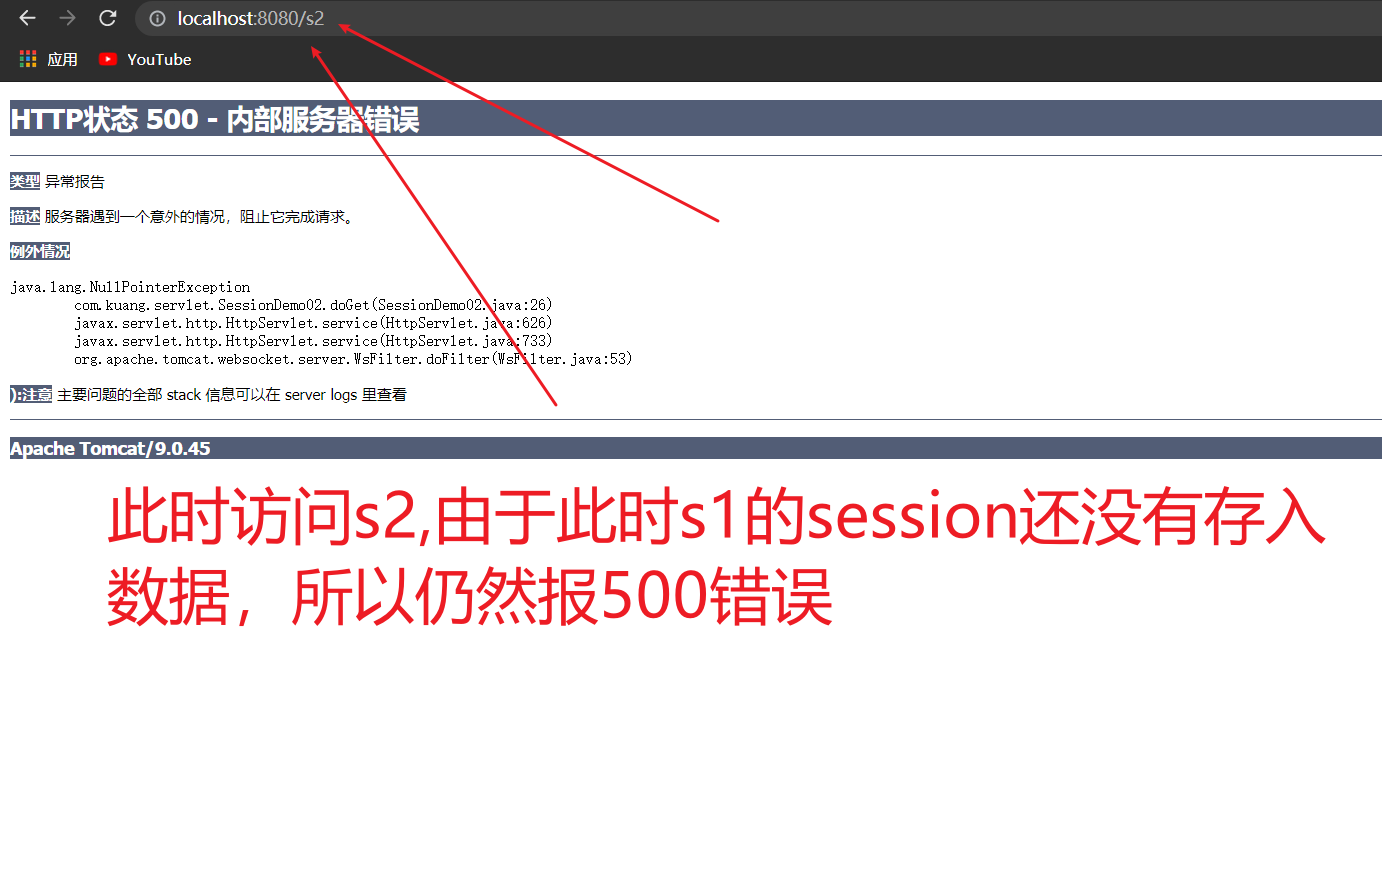 localhost:8080/s2
应用 YouTube
HTTP状态 500 - 内部服务器错误
类型 异常报告
描述 服务器遇到一个意外的情况，阻止它完成请求。
例外情况
java.lang.NullPointerException
com.kuang.servlet.SessionDemo02.doGet(SessionDemo02.java:26)
javax.servlet.http.HttpServlet.service(HttpServlet.java:626)
javax.servlet.http.HttpServlet.service(HttpServlet.java:733)
org.apache.tomcat.websocket.server.WsFilter.doFilter(WsFilter.java:53)
):注意 主要问题的全部 stack 信息可以在 server logs 里查看
Apache Tomcat/9.0.45
此时访问s2,由于此时s1的session还没有存入
数据，所以仍然报500错误